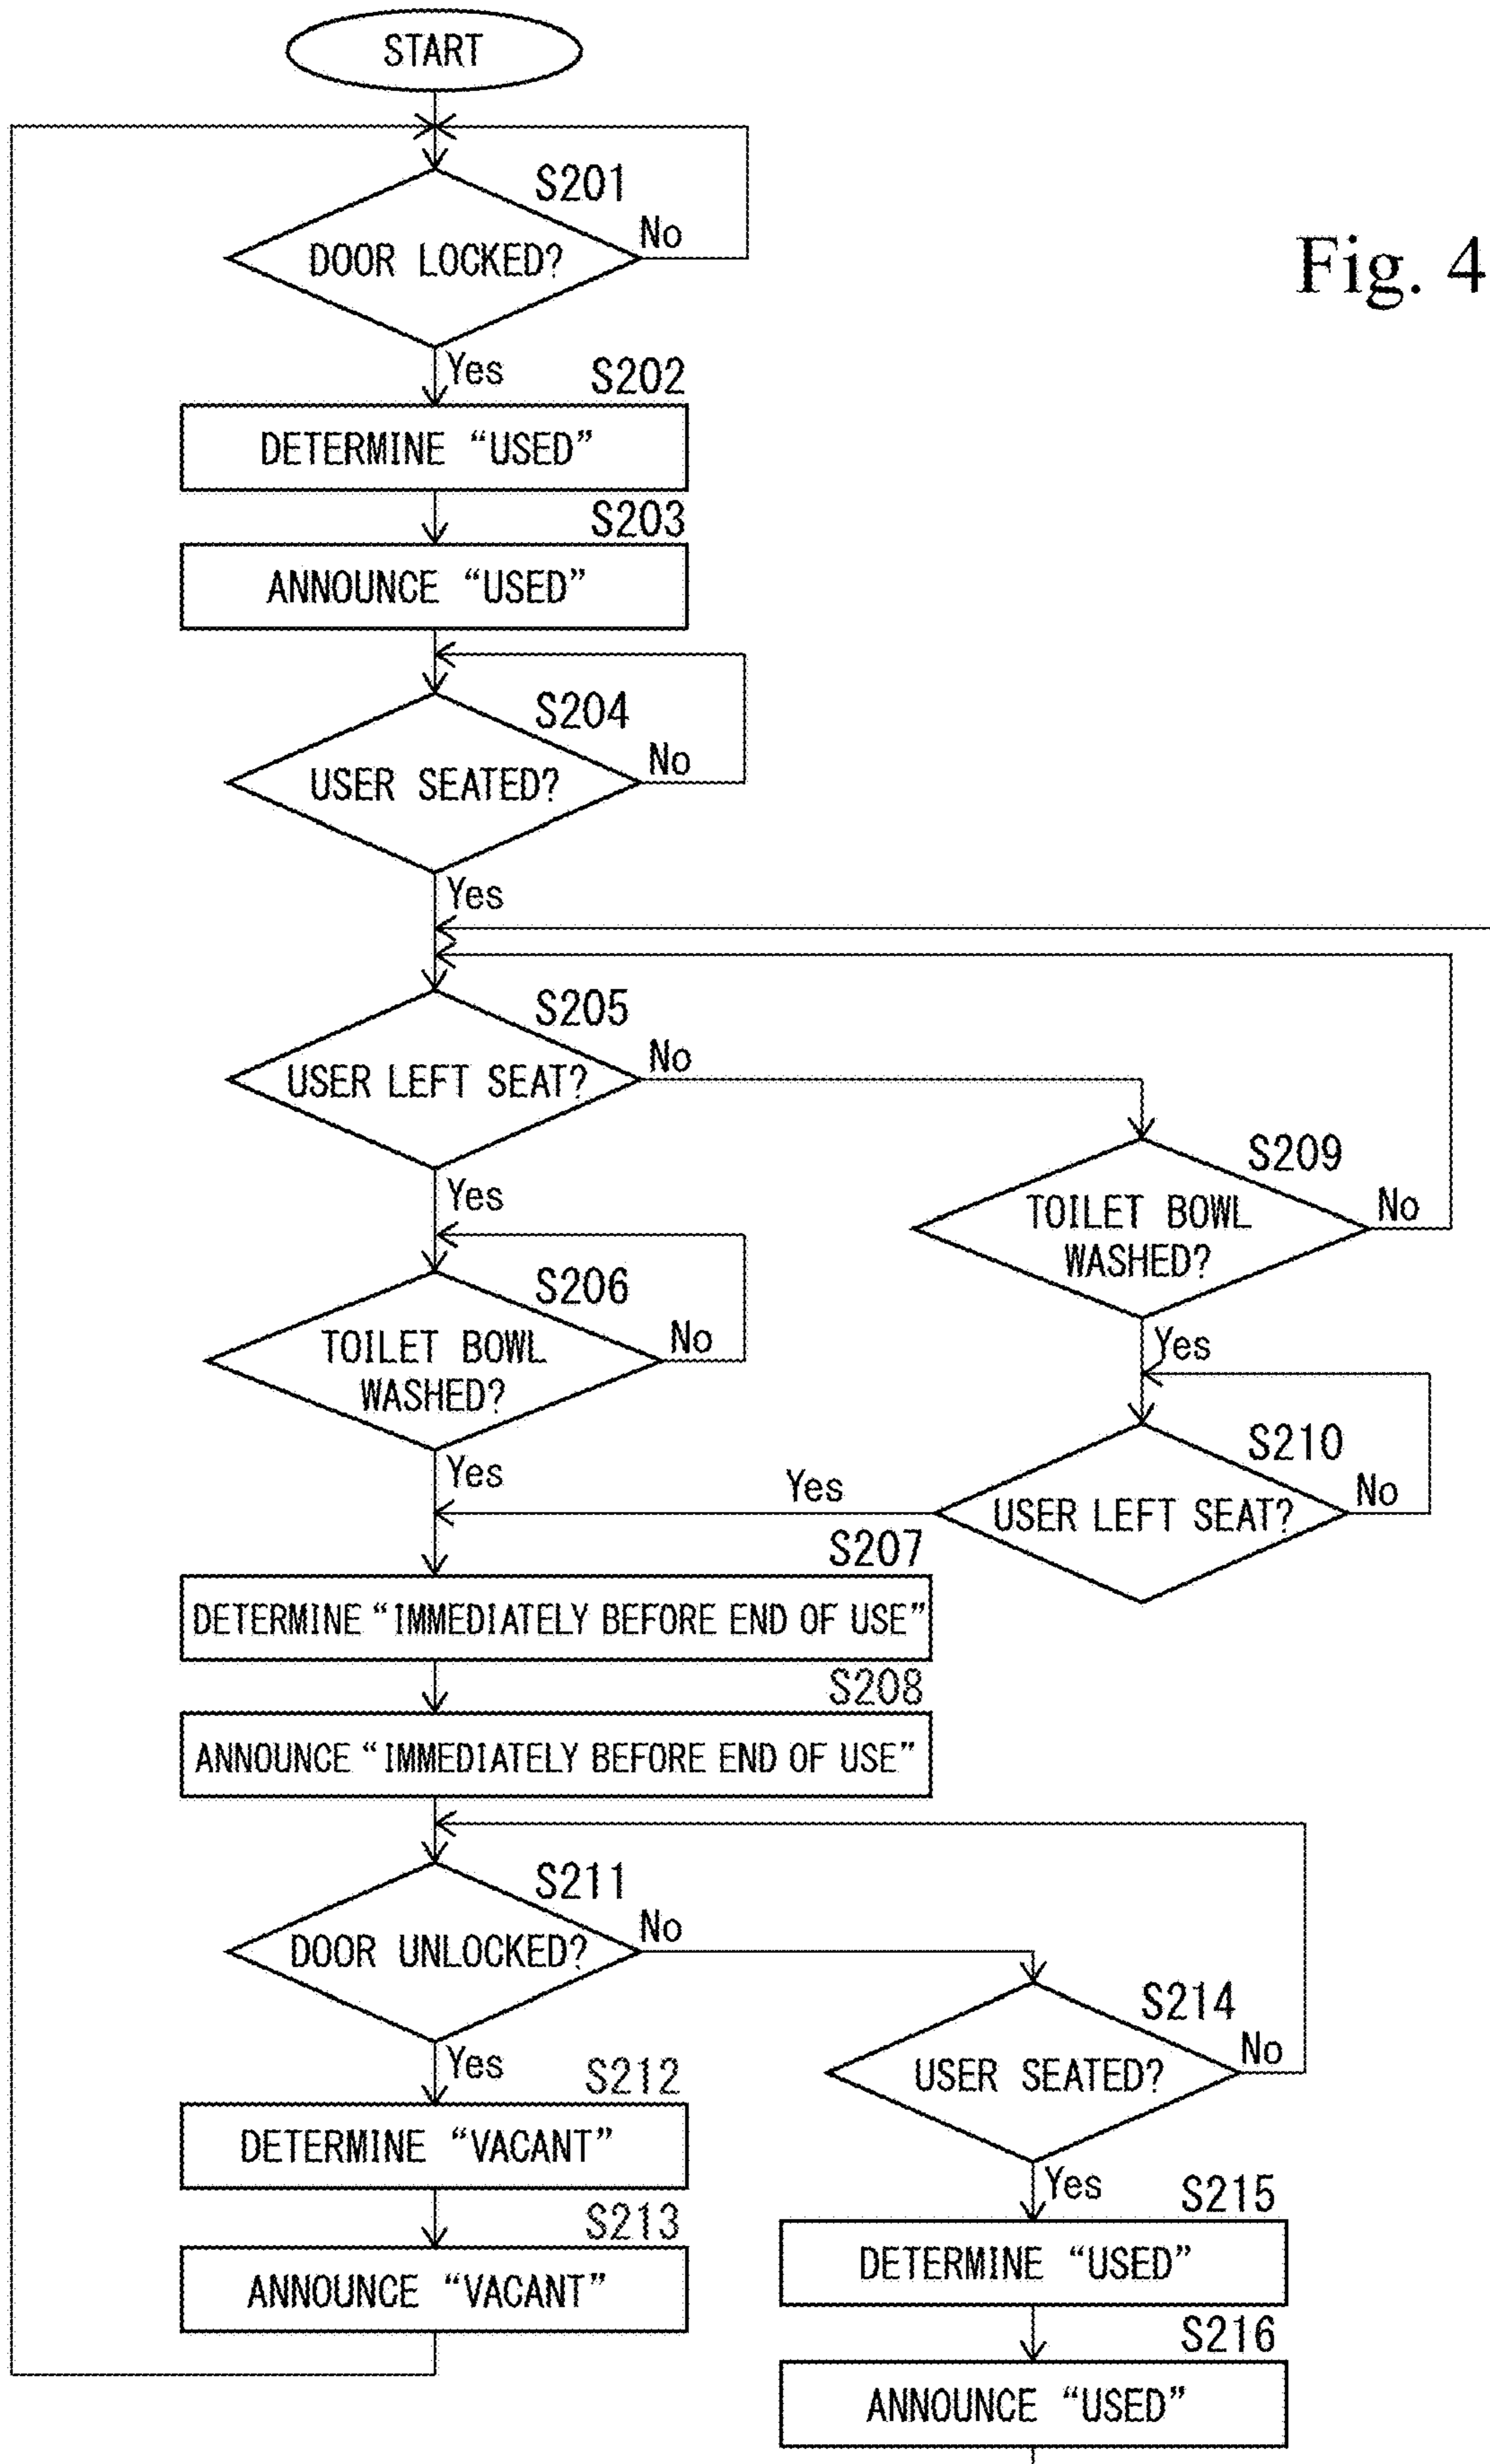 START
S201
DOOR LOCKED?
No
Fig. 4
Yes
S202
DETERMINE “USED”
S203
ANNOUNCE “USED”
S204
USER SEATED?
No
Yes
S205
USER LEFT SEAT?
No
Yes
S209
TOILET BOWL
WASHED?
No
Yes
S206
TOILET BOWL
WASHED?
No
Yes
S210
USER LEFT SEAT?
No
Yes
S207
DETERMINE “IMMEDIATELY BEFORE END OF USE”
S208
ANNOUNCE “IMMEDIATELY BEFORE END OF USE”
S211
DOOR UNLOCKED?
No
Yes
S214
USER SEATED?
No
Yes
S212
DETERMINE “VACANT”
S213
ANNOUNCE “VACANT”
S215
DETERMINE “USED”
S216
ANNOUNCE “USED”